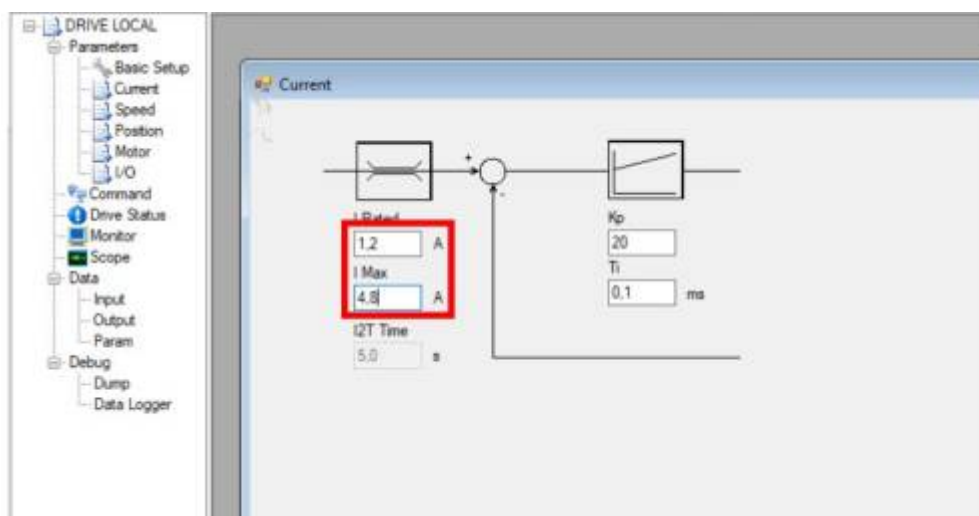 DRIVE LOCAL
Parameters
Basic Setup
Current
Speed
Position
Motor
I/O
Command
Drive Status
Monitor
Scope
Data
Input
Output
Param
Debug
Dump
Data Logger
Current
+
-
I Rated
1,2 A
I Max
4,8 A
I2T Time
5,0 s
Kp
20
Ti
0,1 ms